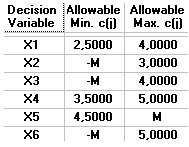 Decision Variable Allowable Min. c(j) Allowable Max. c(j)
X1 2,5000 4,0000
X2 -M 3,0000
X3 -M 4,0000
X4 3,5000 5,0000
X5 4,5000 M
X6 -M 5,0000